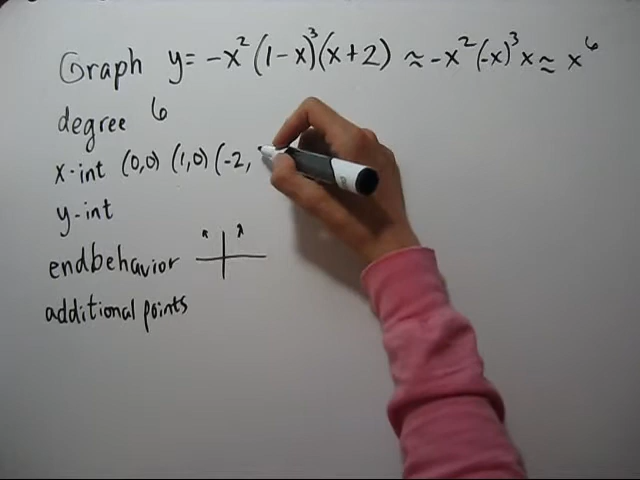 Graph y = -x²(1-x)³(x+2) ≈ -x²(-x)³x ≈ x⁶
degree 6
x-int (0,0) (1,0) (-2,
y-int
endbehavior
additional points